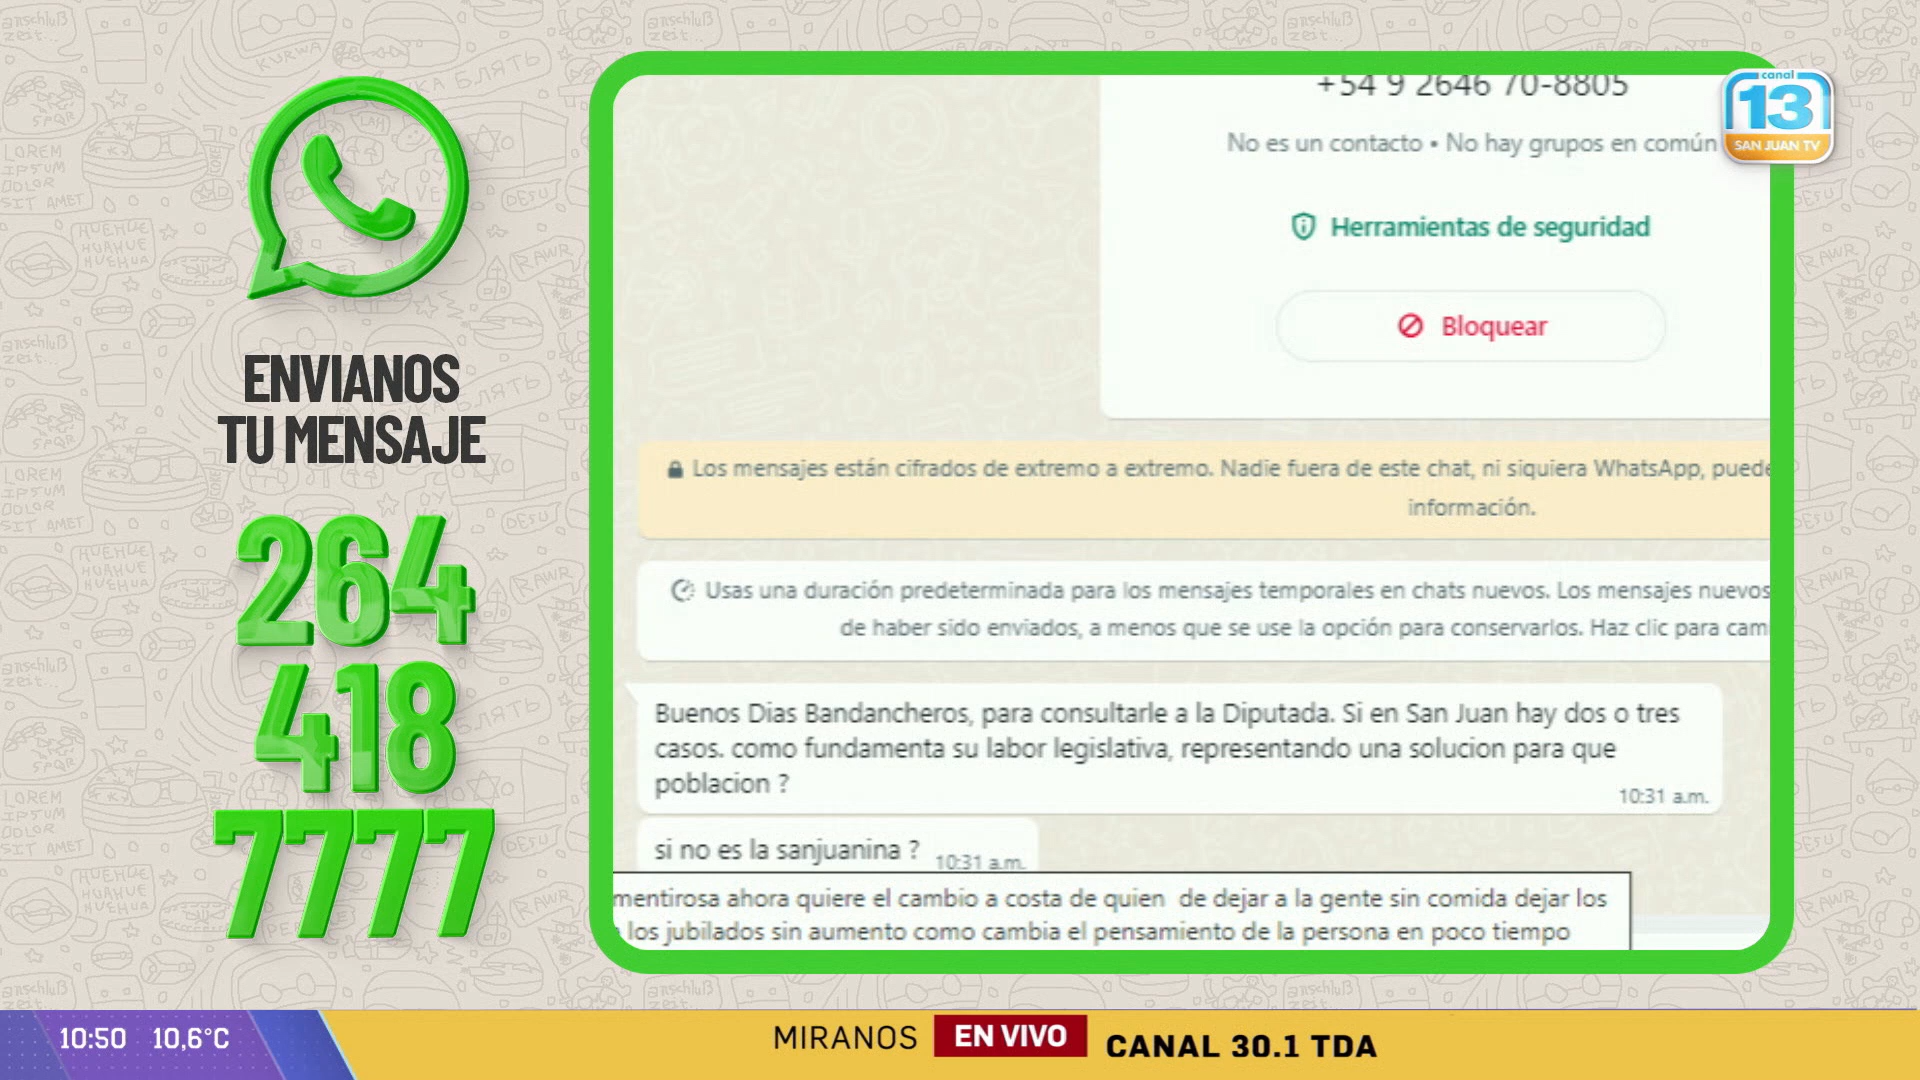 ENVIANOS
TU MENSAJE
264
418
7777
canal
13
SAN JUAN TV
+54 9 2646 70-8805
No es un contacto • No hay grupos en común
Herramientas de seguridad
Bloquear
Los mensajes están cifrados de extremo a extremo. Nadie fuera de este chat, ni siquiera WhatsApp, puede
información.
Usas una duración predeterminada para los mensajes temporales en chats nuevos. Los mensajes nuevos
de haber sido enviados, a menos que se use la opción para conservarlos. Haz clic para cam
Buenos Dias Bandancheros, para consultarle a la Diputada. Si en San Juan hay dos o tres
casos. como fundamenta su labor legislativa, representando una solucion para que
poblacion ?
10:31 a.m.
si no es la sanjuanina ? 10:31 a.m.
mentirosa ahora quiere el cambio a costa de quien de dejar a la gente sin comida dejar los
los jubilados sin aumento como cambia el pensamiento de la persona en poco tiempo
10:50 10,6°C
MIRANOS EN VIVO CANAL 30.1 TDA